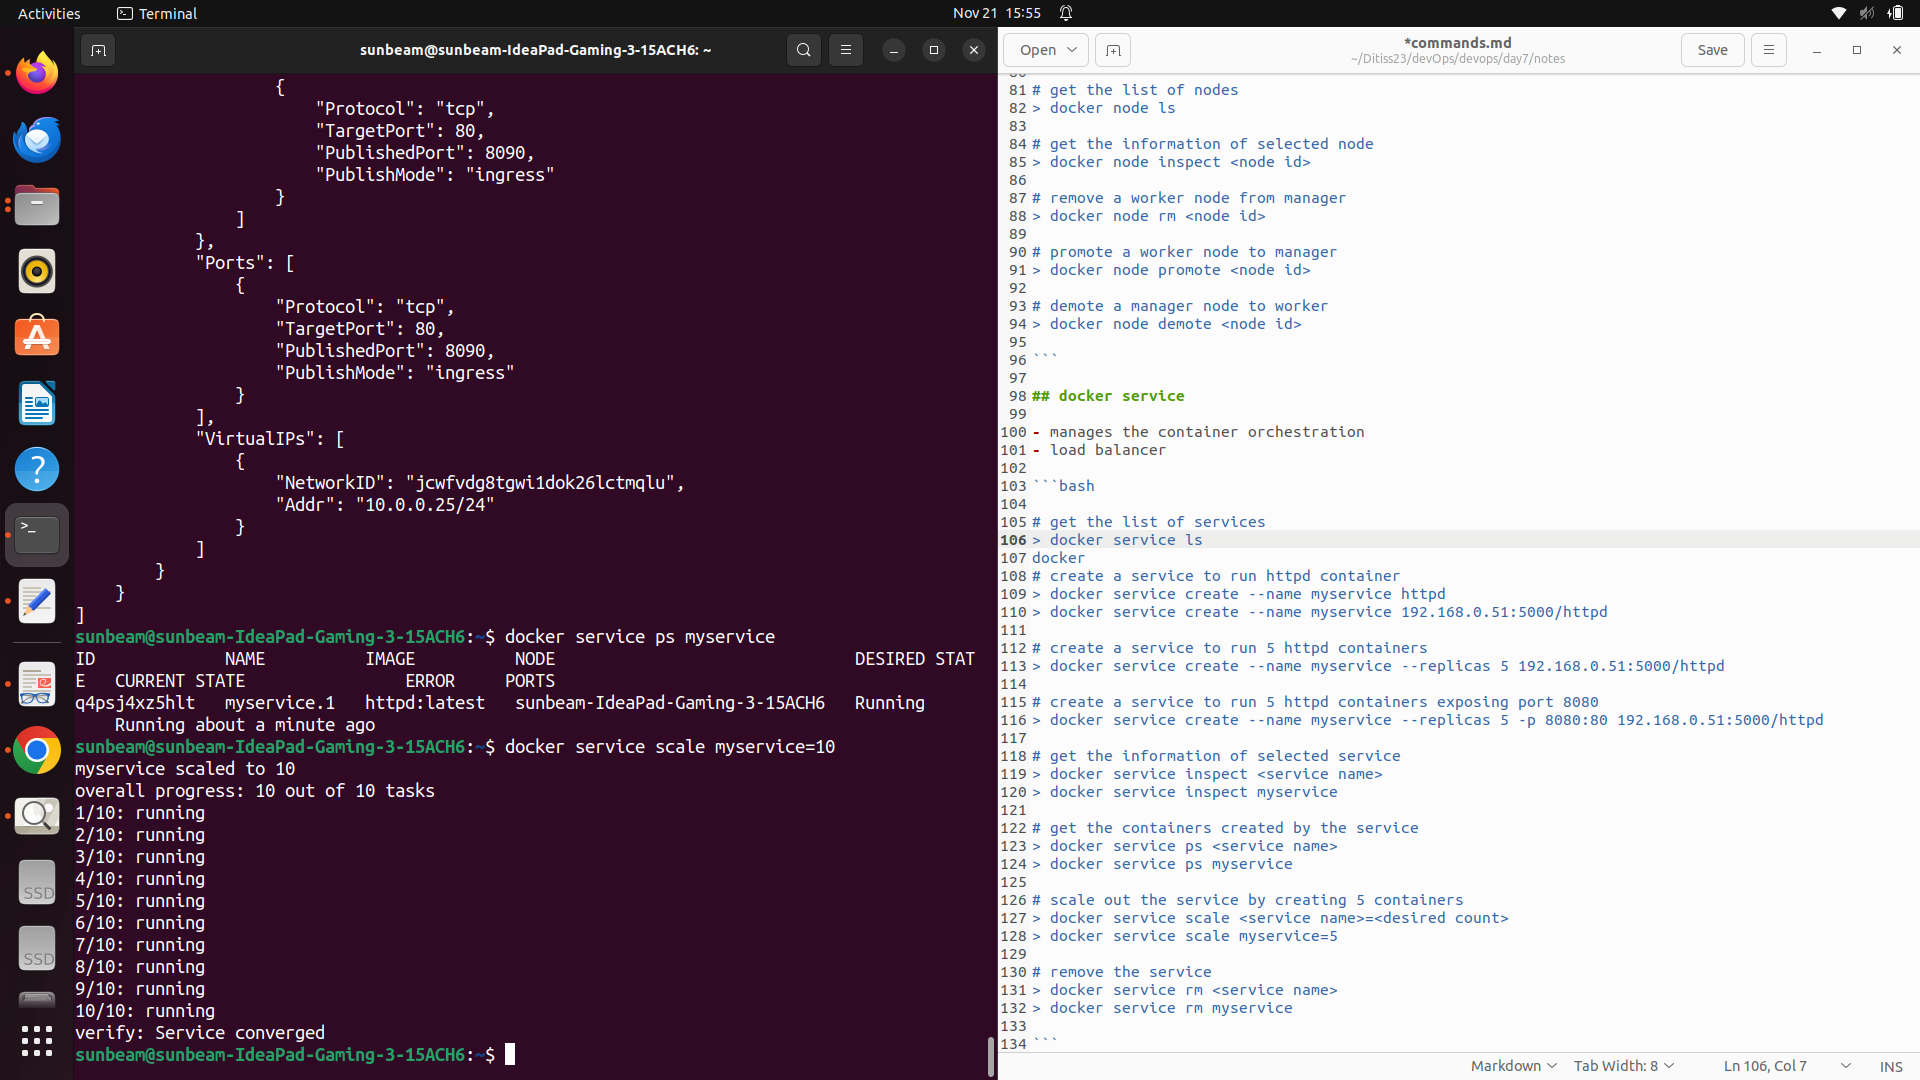 Activities
Terminal
Nov 21 15:55
sunbeam@sunbeam-IdeaPad-Gaming-3-15ACH6: ~
{
"Protocol": "tcp",
"TargetPort": 80,
"PublishedPort": 8090,
"PublishMode": "ingress"
}
]
},
"Ports": [
{
"Protocol": "tcp",
"TargetPort": 80,
"PublishedPort": 8090,
"PublishMode": "ingress"
}
],
"VirtualIPs": [
{
"NetworkID": "jcwfvdg8tgwi1dok26lctmqlu",
"Addr": "10.0.0.25/24"
}
]
}
}
]
sunbeam@sunbeam-IdeaPad-Gaming-3-15ACH6:~$ docker service ps myservice
ID NAME IMAGE NODE DESIRED STAT
E CURRENT STATE ERROR PORTS
q4psj4xz5hlt myservice.1 httpd:latest sunbeam-IdeaPad-Gaming-3-15ACH6 Running
Running about a minute ago
sunbeam@sunbeam-IdeaPad-Gaming-3-15ACH6:~$ docker service scale myservice=10
myservice scaled to 10
overall progress: 10 out of 10 tasks
1/10: running
2/10: running
3/10: running
4/10: running
5/10: running
6/10: running
7/10: running
8/10: running
9/10: running
10/10: running
verify: Service converged
sunbeam@sunbeam-IdeaPad-Gaming-3-15ACH6:~$
SSD
SSD
Open
*commands.md
~/Ditiss23/devOps/devops/day7/notes
Save
81 # get the list of nodes
82 > docker node ls
83
84 # get the information of selected node
85 > docker node inspect <node id>
86
87 # remove a worker node from manager
88 > docker node rm <node id>
89
90 # promote a worker node to manager
91 > docker node promote <node id>
92
93 # demote a manager node to worker
94 > docker node demote <node id>
95
96 ```
97
98 ## docker service
99
100 - manages the container orchestration
101 - load balancer
102
103 ```bash
104
105 # get the list of services
106 > docker service ls
107 docker
108 # create a service to run httpd container
109 > docker service create --name myservice httpd
110 > docker service create --name myservice 192.168.0.51:5000/httpd
111
112 # create a service to run 5 httpd containers
113 > docker service create --name myservice --replicas 5 192.168.0.51:5000/httpd
114
115 # create a service to run 5 httpd containers exposing port 8080
116 > docker service create --name myservice --replicas 5 -p 8080:80 192.168.0.51:5000/httpd
117
118 # get the information of selected service
119 > docker service inspect <service name>
120 > docker service inspect myservice
121
122 # get the containers created by the service
123 > docker service ps <service name>
124 > docker service ps myservice
125
126 # scale out the service by creating 5 containers
127 > docker service scale <service name>=<desired count>
128 > docker service scale myservice=5
129
130 # remove the service
131 > docker service rm <service name>
132 > docker service rm myservice
133
134 ```
Markdown
Tab Width: 8
Ln 106, Col 7
INS